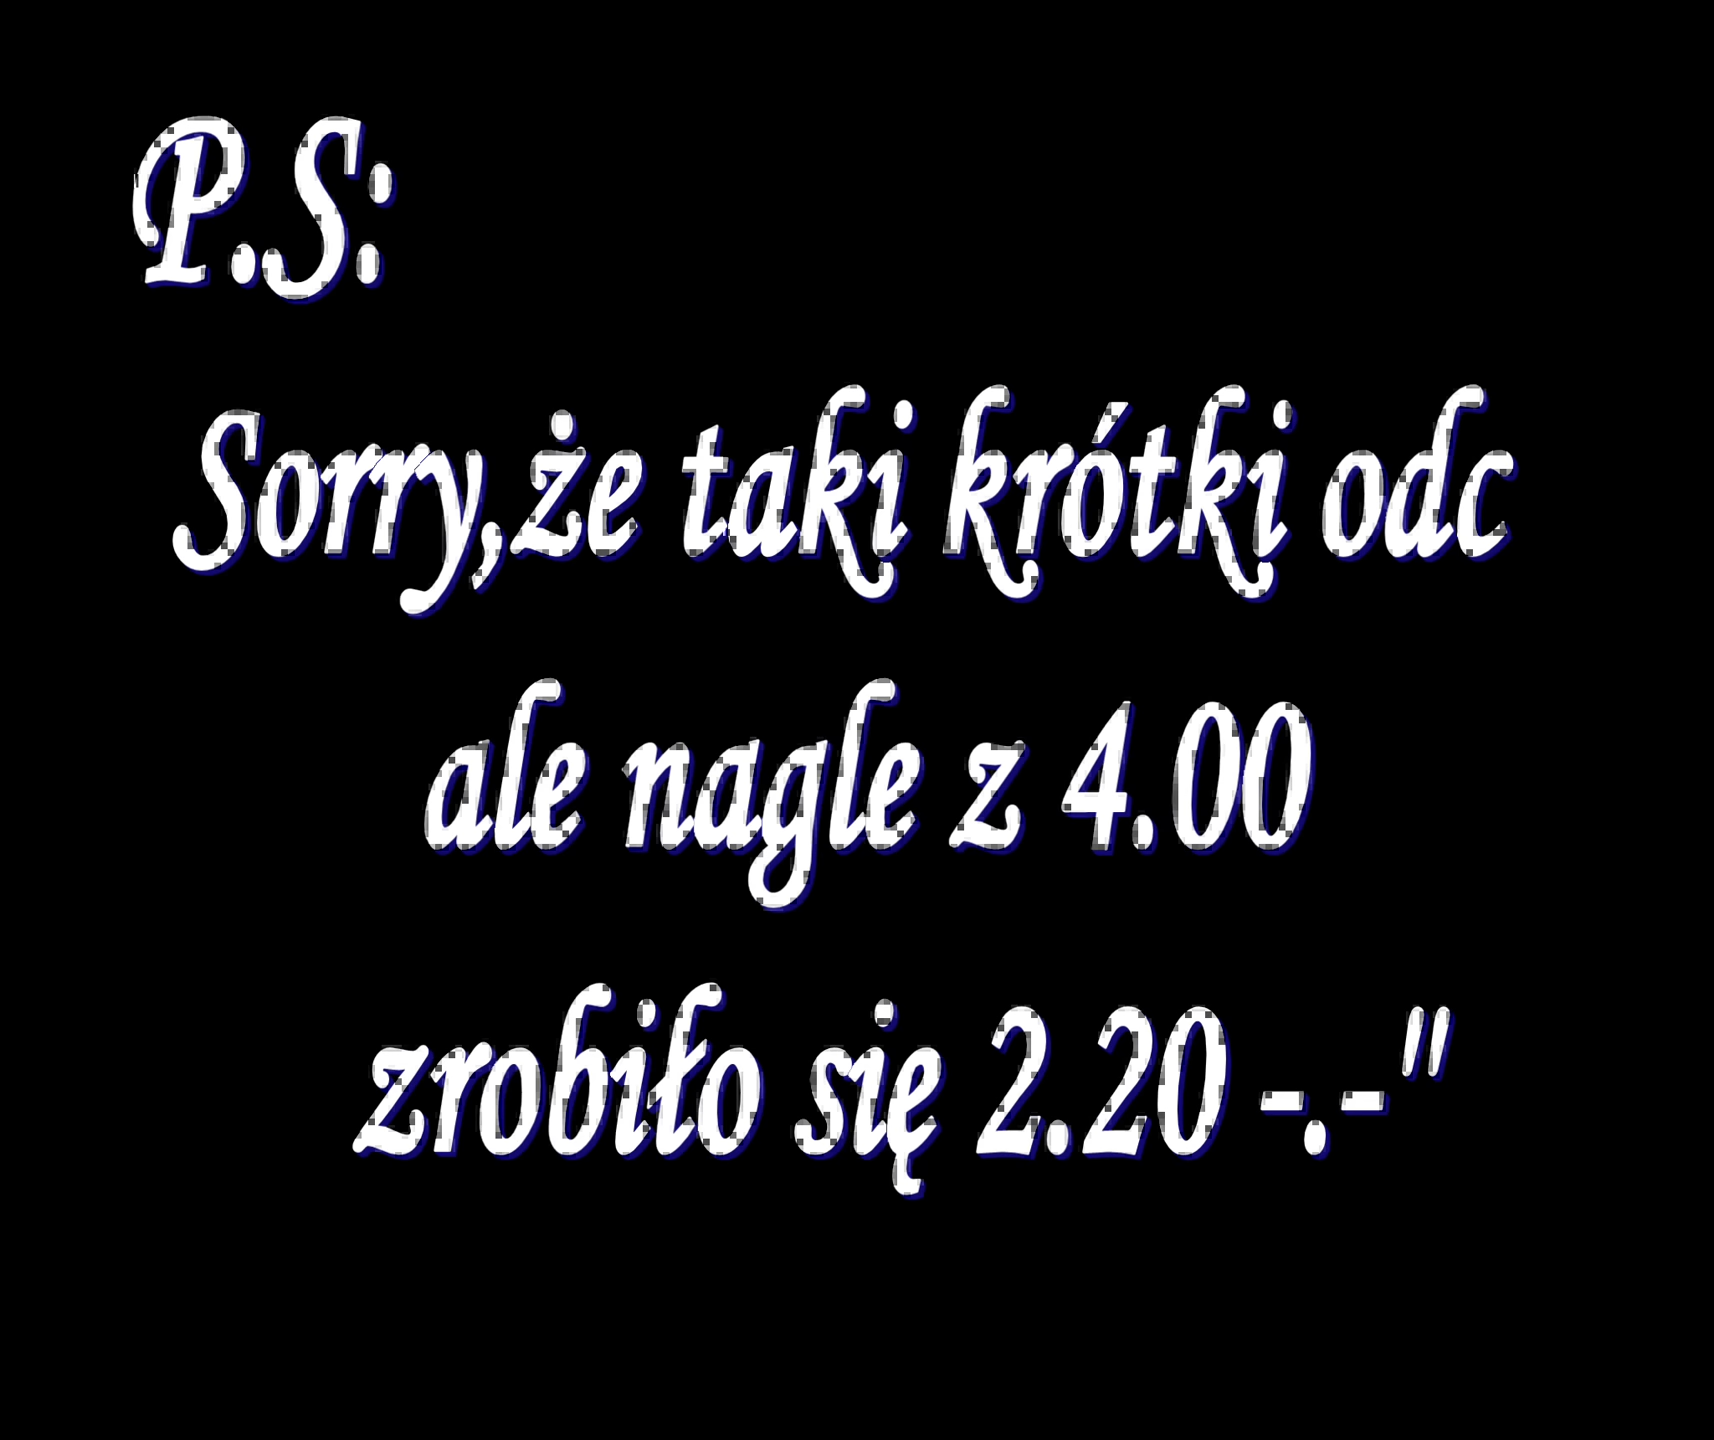 P.S:
Sorry,że taki krótki odc
ale nagle z 4.00
zrobiło się 2.20 -.-"